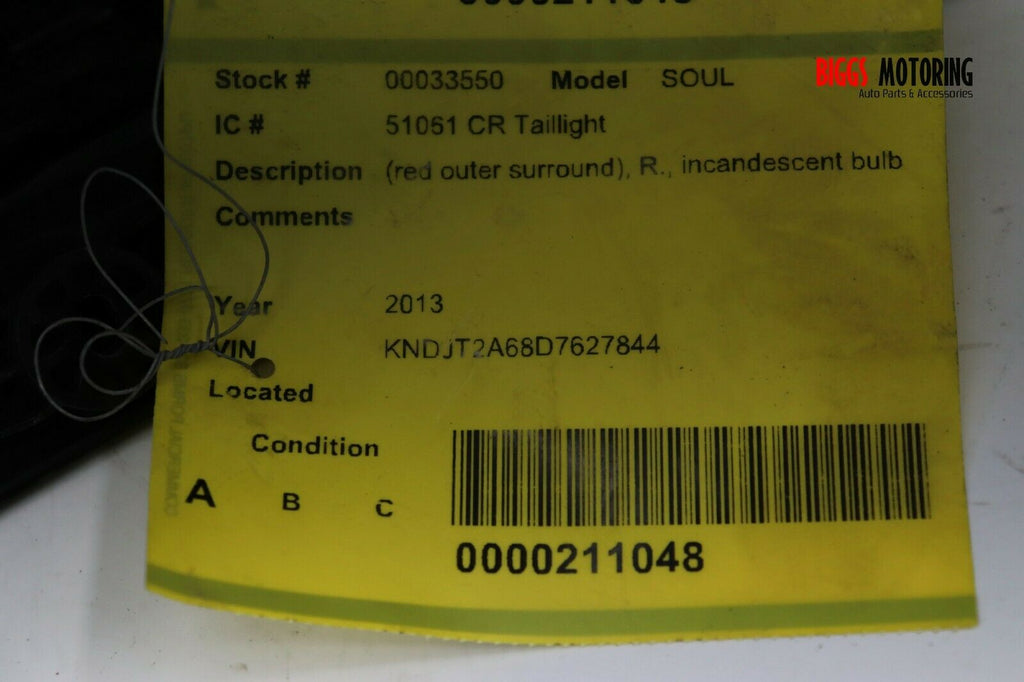 Stock # 00033550 Model SOUL
BIGGS MOTORING
Auto Parts & Accessories
IC # 51061 CR Taillight
Description (red outer surround), R., incandescent bulb
Comments
Year 2013
VIN KNDJT2A68D7627844
Located
Condition
A B C
0000211048